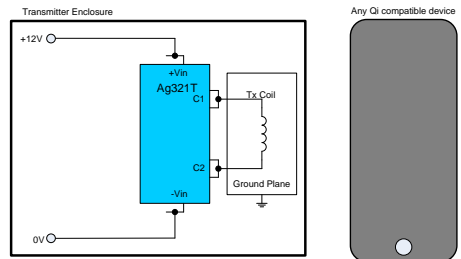 Transmitter Enclosure
Any Qi compatible device
+12V
+Vin
Ag321T
C1
Tx Coil
C2
Ground Plane
-Vin
0V